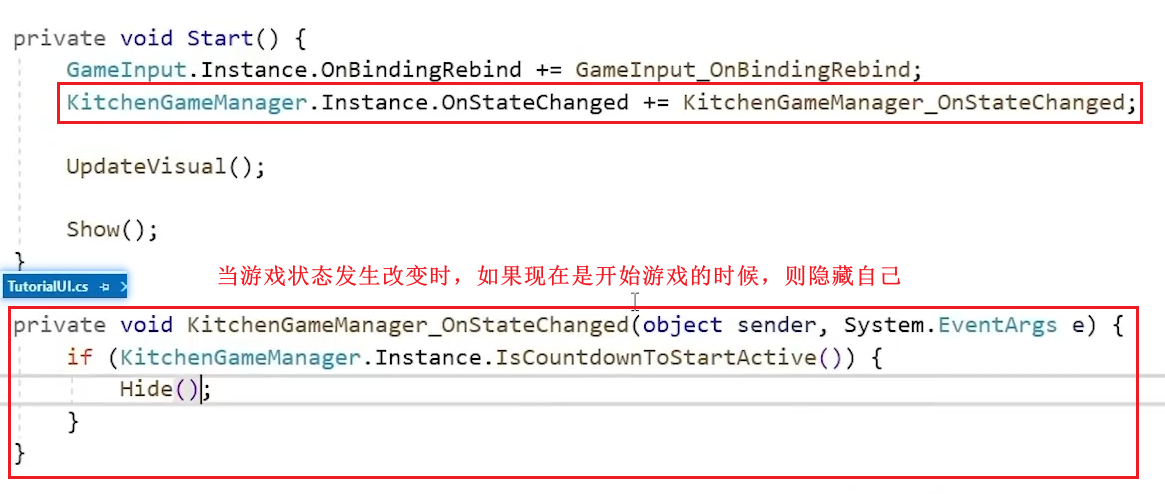 private void Start() {
GameInput.Instance.OnBindingRebind += GameInput_OnBindingRebind;
KitchenGameManager.Instance.OnStateChanged += KitchenGameManager_OnStateChanged;
UpdateVisual();
Show();
}
当游戏状态发生改变时，如果现在是开始游戏的时候，则隐藏自己
TutorialUI.cs
private void KitchenGameManager_OnStateChanged(object sender, System.EventArgs e) {
if (KitchenGameManager.Instance.IsCountdownToStartActive()) {
Hide();
}
}